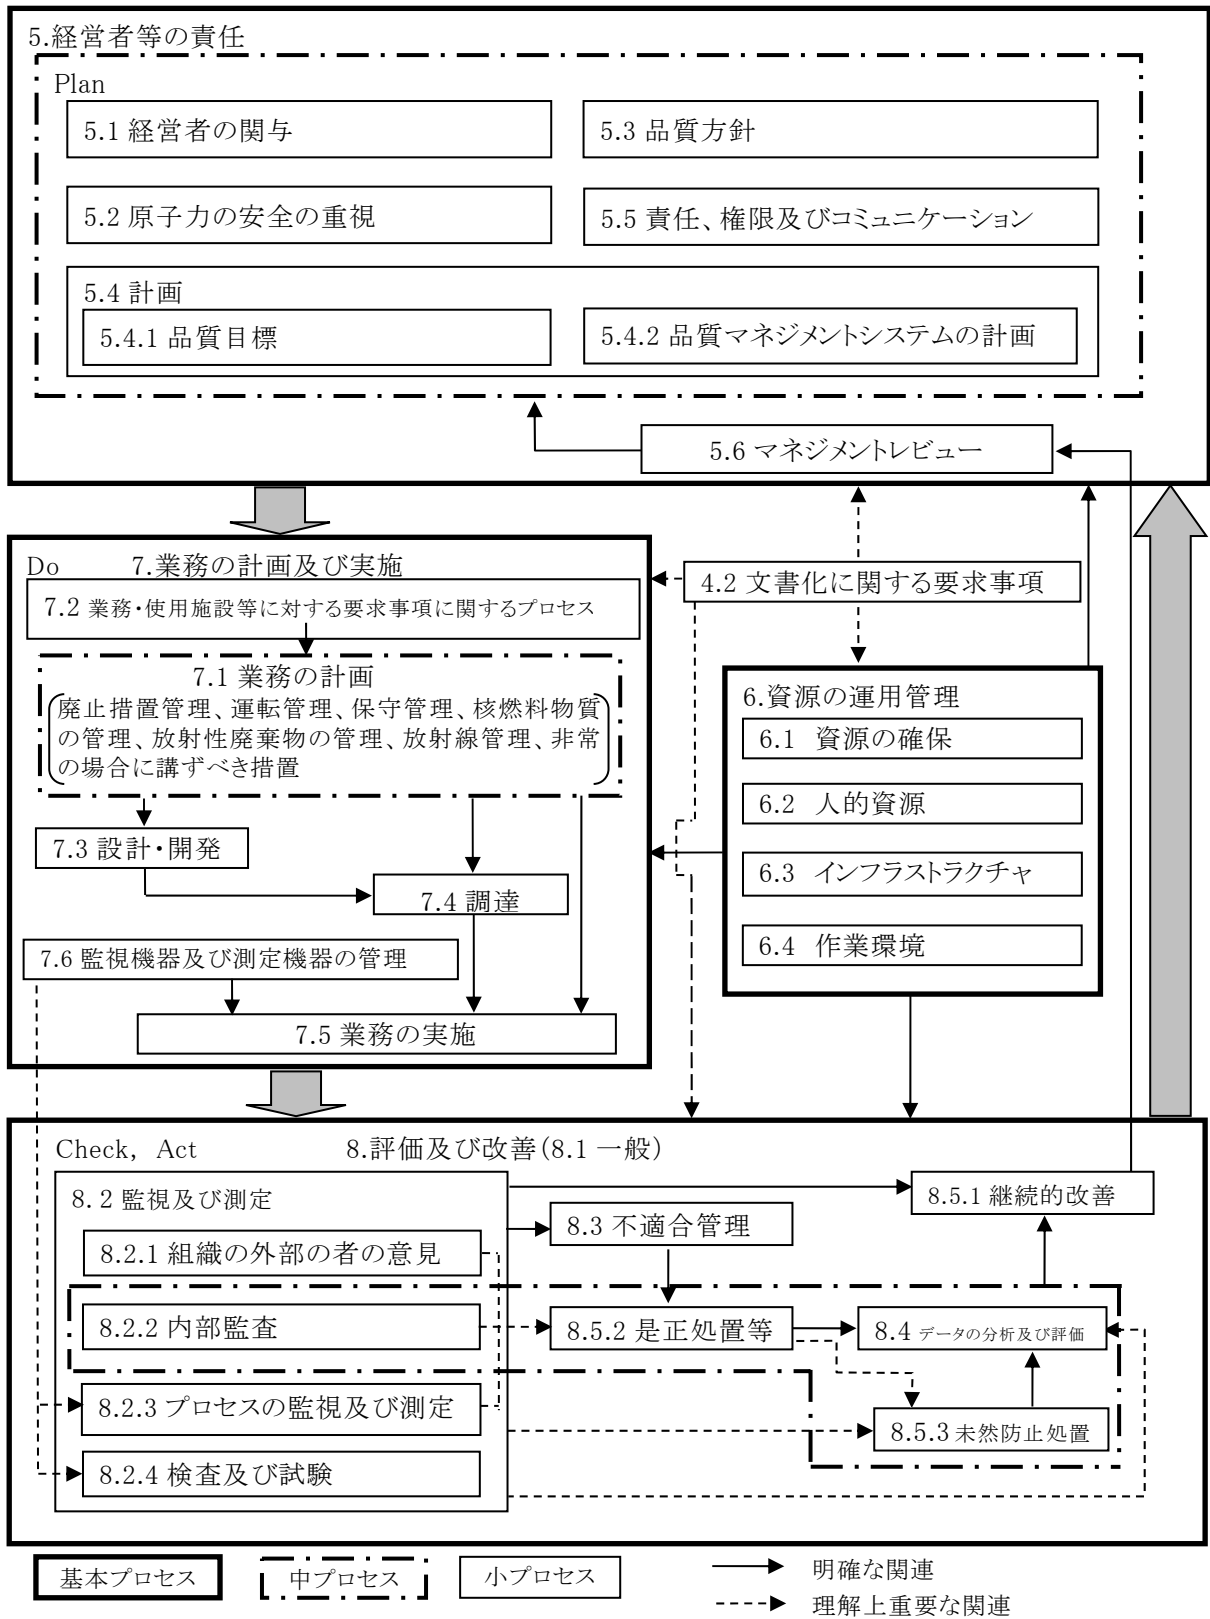 5.経営者等の責任
Plan
5.1 経営者の関与
5.3 品質方針
5.2 原子力の安全の重視
5.5 責任、権限及びコミュニケーション
5.4 計画
5.4.1 品質目標
5.4.2 品質マネジメントシステムの計画
5.6 マネジメントレビュー
Do 7.業務の計画及び実施
7.2 業務・使用施設等に対する要求事項に関するプロセス
7.1 業務の計画
廃止措置管理、運転管理、保守管理、核燃料物質
の管理、放射性廃棄物の管理、放射線管理、非常
の場合に講ずべき措置
7.3 設計・開発
7.4 調達
7.6 監視機器及び測定機器の管理
7.5 業務の実施
4.2 文書化に関する要求事項
6.資源の運用管理
6.1 資源の確保
6.2 人的資源
6.3 インフラストラクチャ
6.4 作業環境
Check, Act 8.評価及び改善(8.1 一般)
8.2 監視及び測定
8.2.1 組織の外部の者の意見
8.2.2 内部監査
8.2.3 プロセスの監視及び測定
8.2.4 検査及び試験
8.3 不適合管理
8.5.1 継続的改善
8.5.2 是正処置等
8.4 データの分析及び評価
8.5.3 未然防止処置
基本プロセス
中プロセス
小プロセス
明確な関連
理解上重要な関連